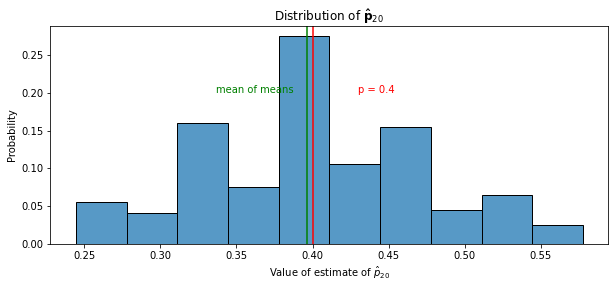 Distribution of p̂₂₀
0.25
0.20
0.15
0.10
0.05
0.00
Probability
mean of means
p = 0.4
0.25 0.30 0.35 0.40 0.45 0.50 0.55
Value of estimate of p̂₂₀